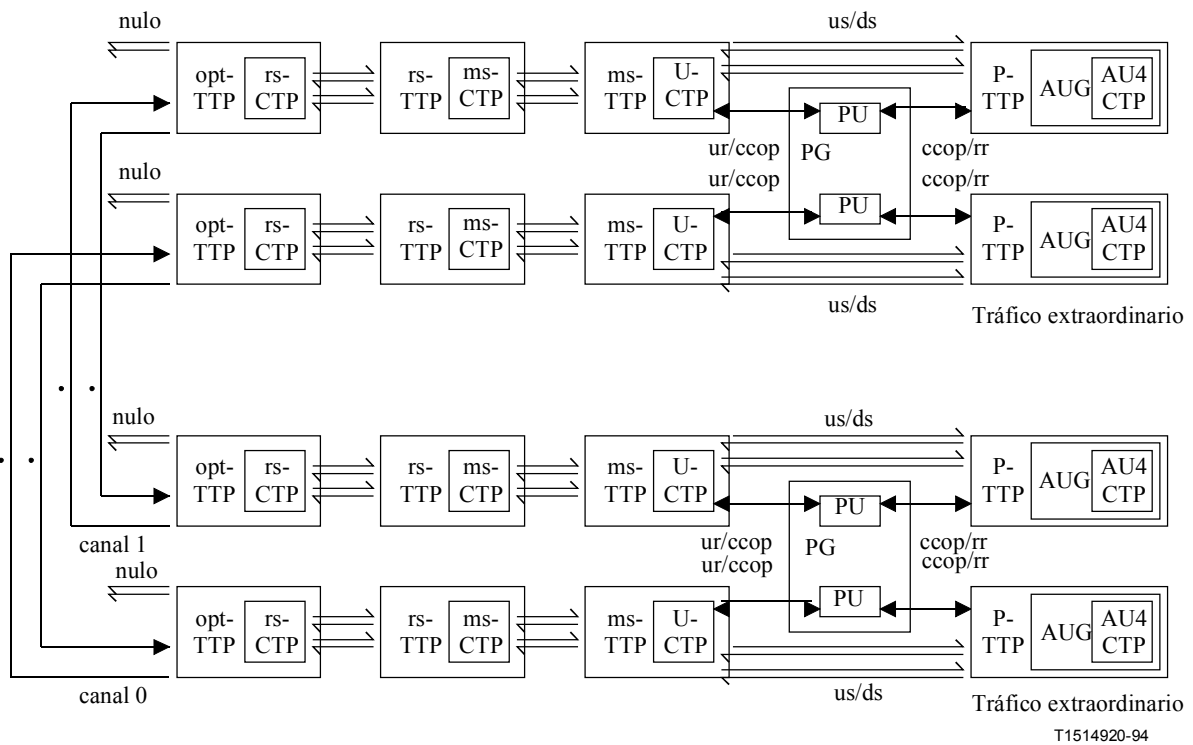 nulo
us/ds
opt-
TTP
rs-
CTP
rs-
TTP
ms-
CTP
ms-
TTP
U-
CTP
PU
P-
TTP
AUG
AU4
CTP
ur/ccop
PG
ccop/rr
nulo
ur/ccop
ccop/rr
opt-
TTP
rs-
CTP
rs-
TTP
ms-
CTP
ms-
TTP
U-
CTP
PU
P-
TTP
AUG
AU4
CTP
us/ds
Tráfico extraordinario
nulo
us/ds
opt-
TTP
rs-
CTP
rs-
TTP
ms-
CTP
ms-
TTP
U-
CTP
PU
P-
TTP
AUG
AU4
CTP
canal 1
ur/ccop
PG
ccop/rr
nulo
ur/ccop
ccop/rr
opt-
TTP
rs-
CTP
rs-
TTP
ms-
CTP
ms-
TTP
U-
CTP
PU
P-
TTP
AUG
AU4
CTP
canal 0
us/ds
Tráfico extraordinario
T1514920-94